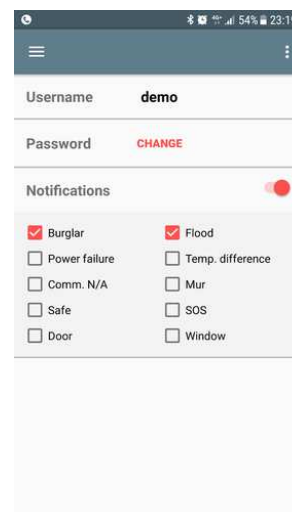 54% 23:19
Username demo
Password CHANGE
Notifications
Burglar Flood
Power failure Temp. difference
Comm. N/A Mur
Safe SOS
Door Window